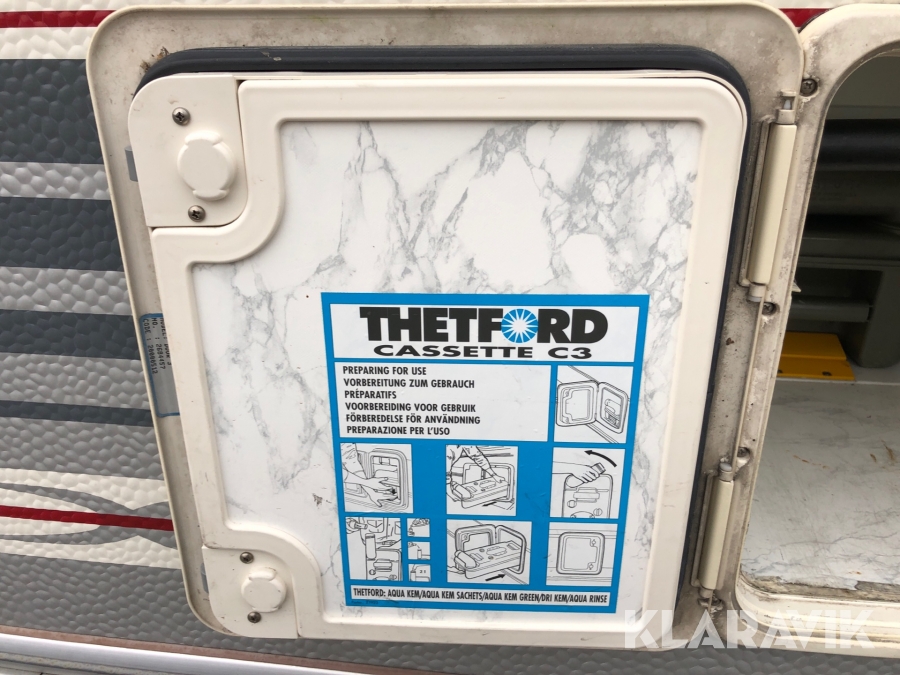 THETFORD
CASSETTE C3
PREPARING FOR USE
VORBEREITUNG ZUM GEBRAUCH
PRÉPARATIFS
VOORBEREIDING VOOR GEBRUIK
FÖRBEREDELSE FÖR ANVÄNDNING
PREPARAZIONE PER L'USO
THETFORD: AQUA KEM/AQUA KEM SACHETS/AQUA KEM GREEN/DRI KEM/AQUA RINSE
KLARAVIK